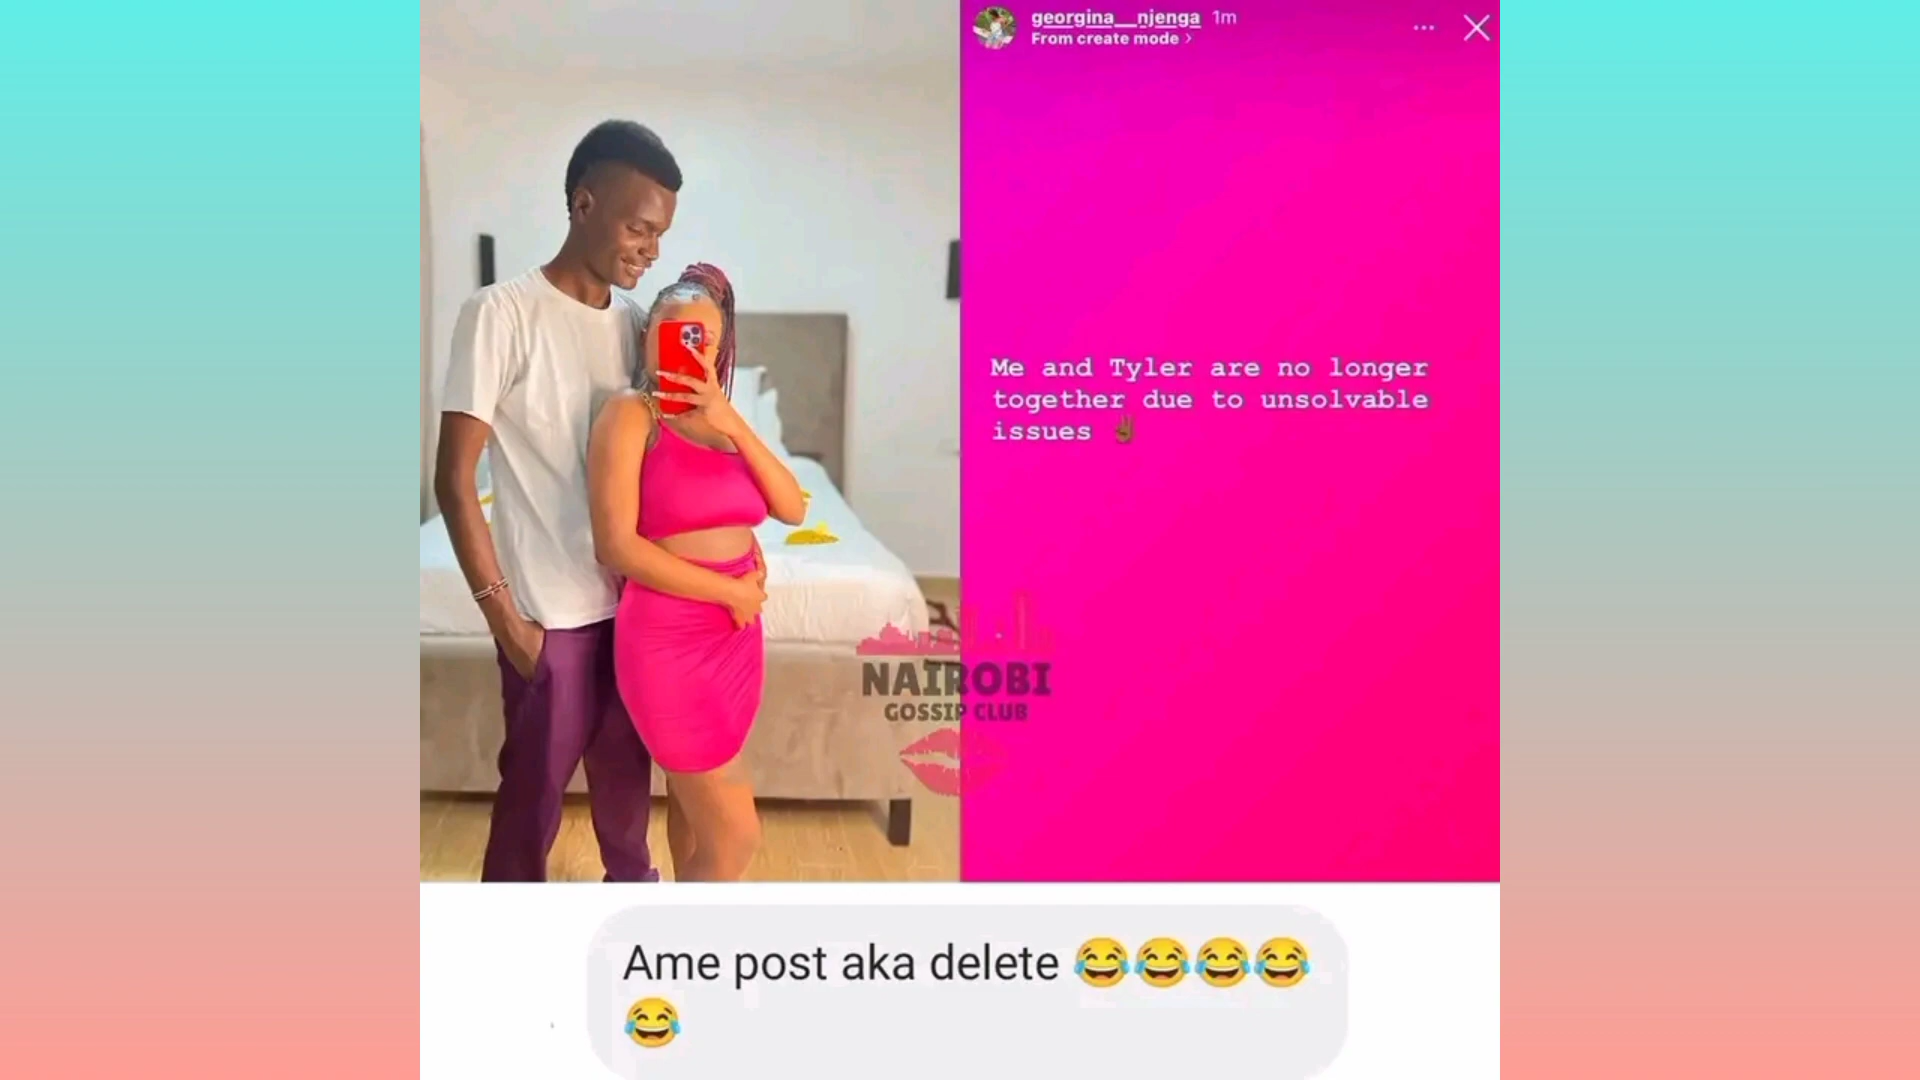 georgina__njenga 1m
From create mode >
Me and Tyler are no longer
together due to unsolvable
issues ✌🏾
NAIROBI
GOSSIP CLUB
Ame post aka delete 😂😂😂😂
😂